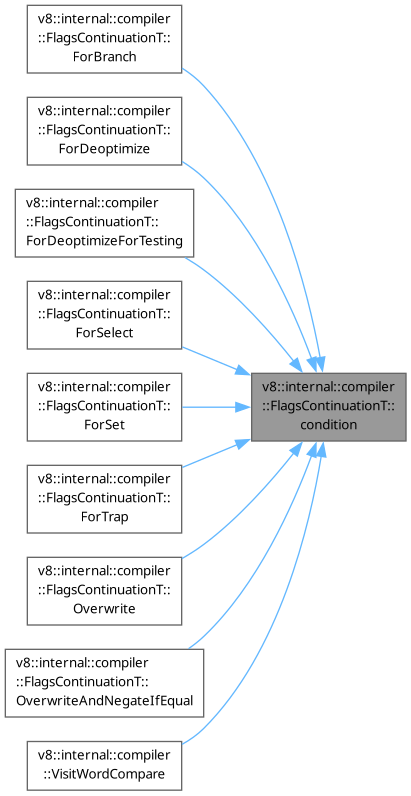 v8::internal::compiler
::FlagsContinuationT::
ForBranch
v8::internal::compiler
::FlagsContinuationT::
ForDeoptimize
v8::internal::compiler
::FlagsContinuationT::
ForDeoptimizeForTesting
v8::internal::compiler
::FlagsContinuationT::
ForSelect
v8::internal::compiler
::FlagsContinuationT::
ForSet
v8::internal::compiler
::FlagsContinuationT::
condition
v8::internal::compiler
::FlagsContinuationT::
ForTrap
v8::internal::compiler
::FlagsContinuationT::
Overwrite
v8::internal::compiler
::FlagsContinuationT::
OverwriteAndNegateIfEqual
v8::internal::compiler
::VisitWordCompare